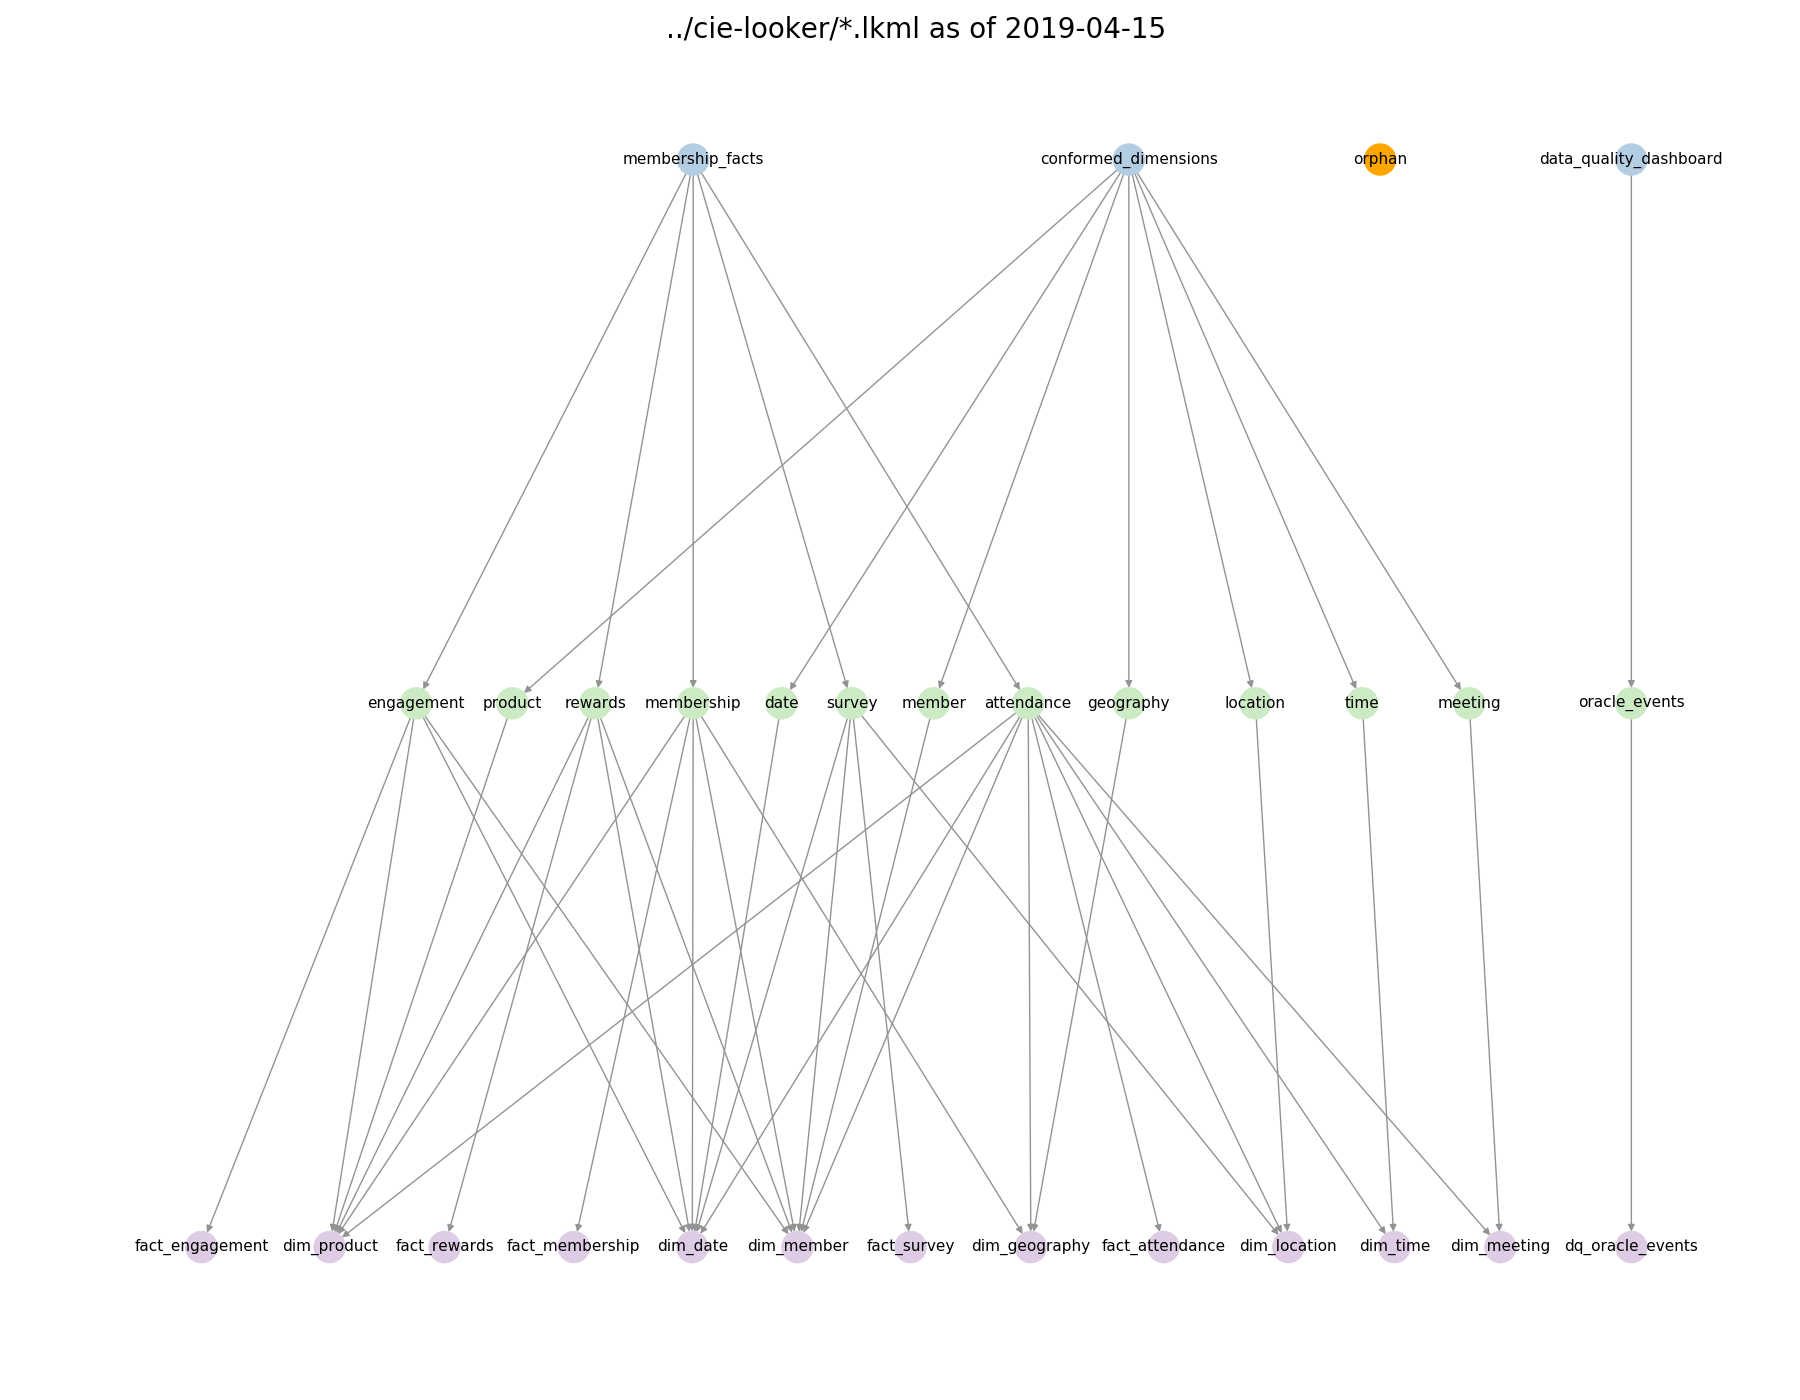 ../cie-looker/*.lkml as of 2019-04-15
membership_facts conformed_dimensions orphan data_quality_dashboard
engagement product rewards membership date survey member attendance geography location time meeting oracle_events
fact_engagement dim_product fact_rewards fact_membership dim_date dim_member fact_survey dim_geography fact_attendance dim_location dim_time dim_meeting dq_oracle_events